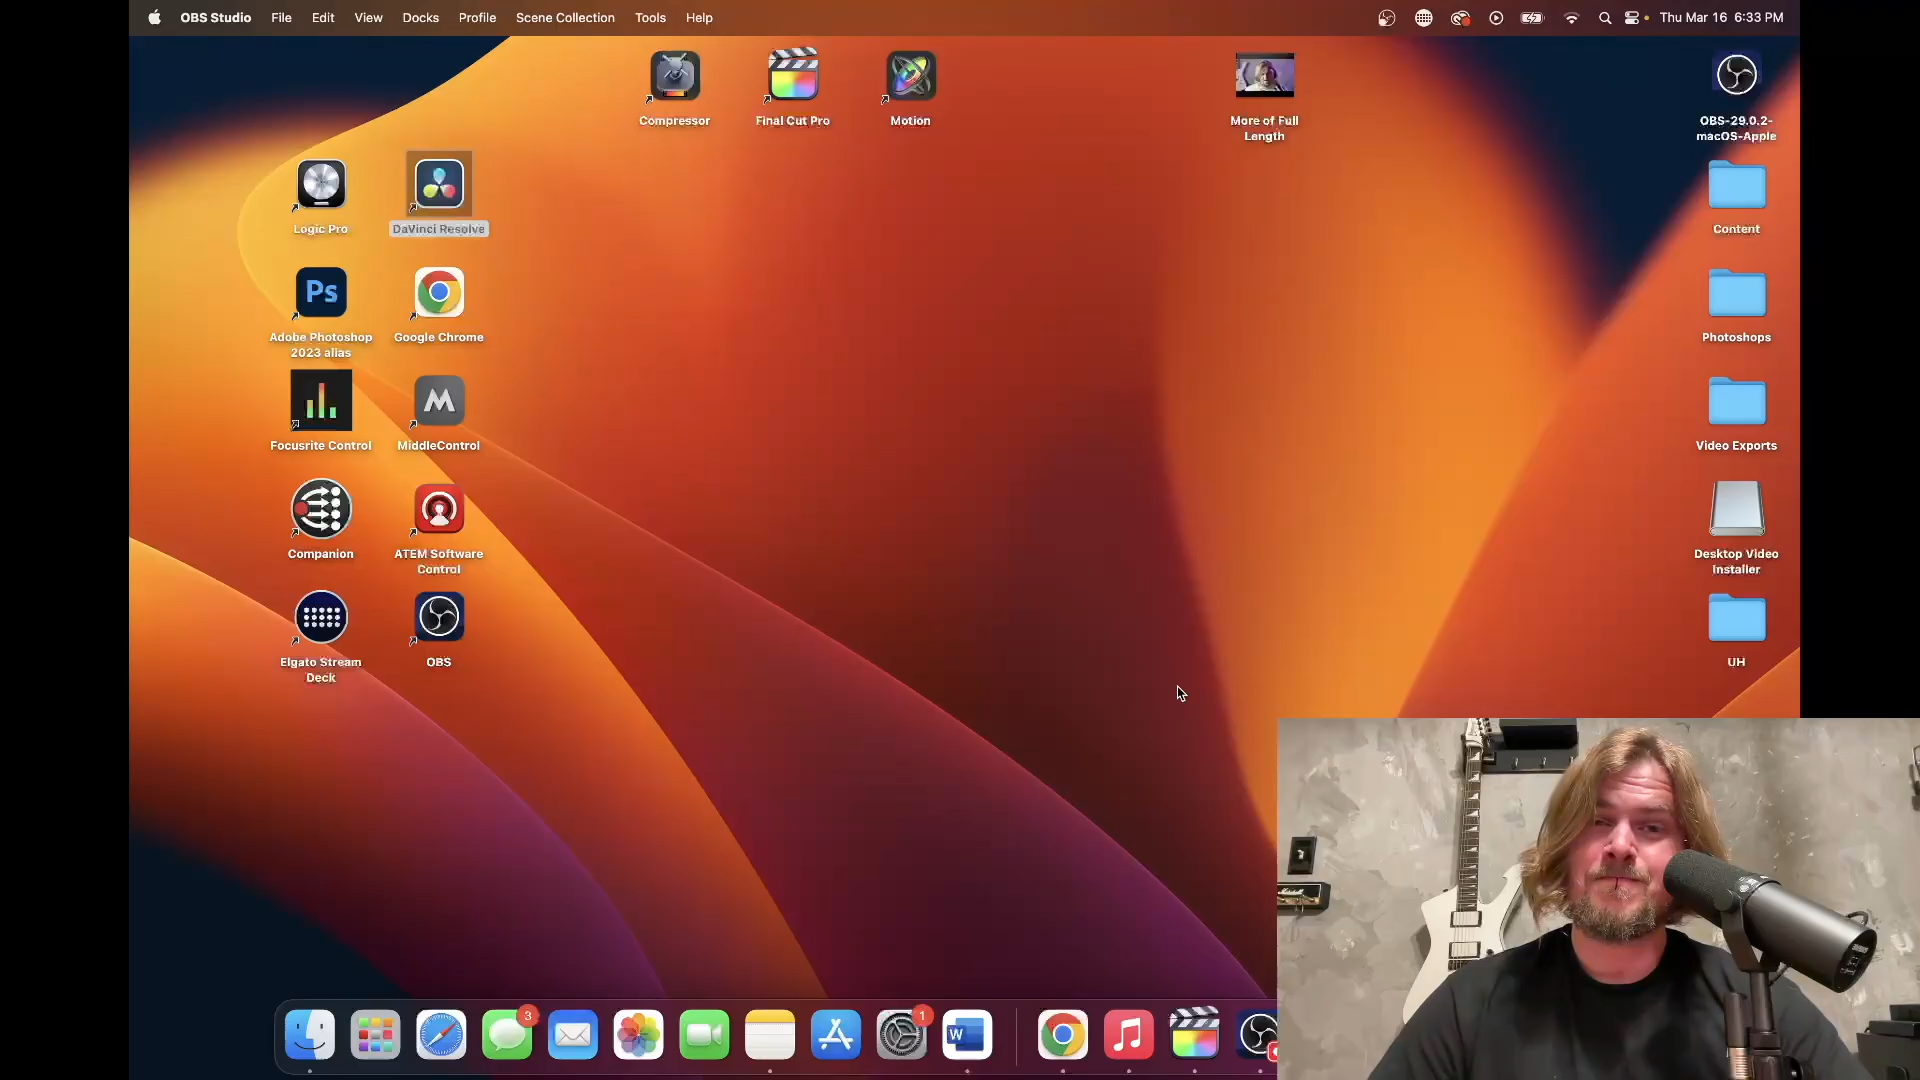 OBS Studio File Edit View Docks Profile Scene Collection Tools Help Thu Mar 16 6:33 PM
Compressor
Final Cut Pro
Motion
More of Full
Length
OBS-29.0.2-
macOS-Apple
Logic Pro
DaVinci Resolve
Content
Ps
Adobe Photoshop
2023 alias
Google Chrome
Photoshops
Focusrite Control
M
MiddleControl
Video Exports
Companion
ATEM Software
Control
Desktop Video
Installer
Elgato Stream
Deck
OBS
UH
Marshall
3
1
W